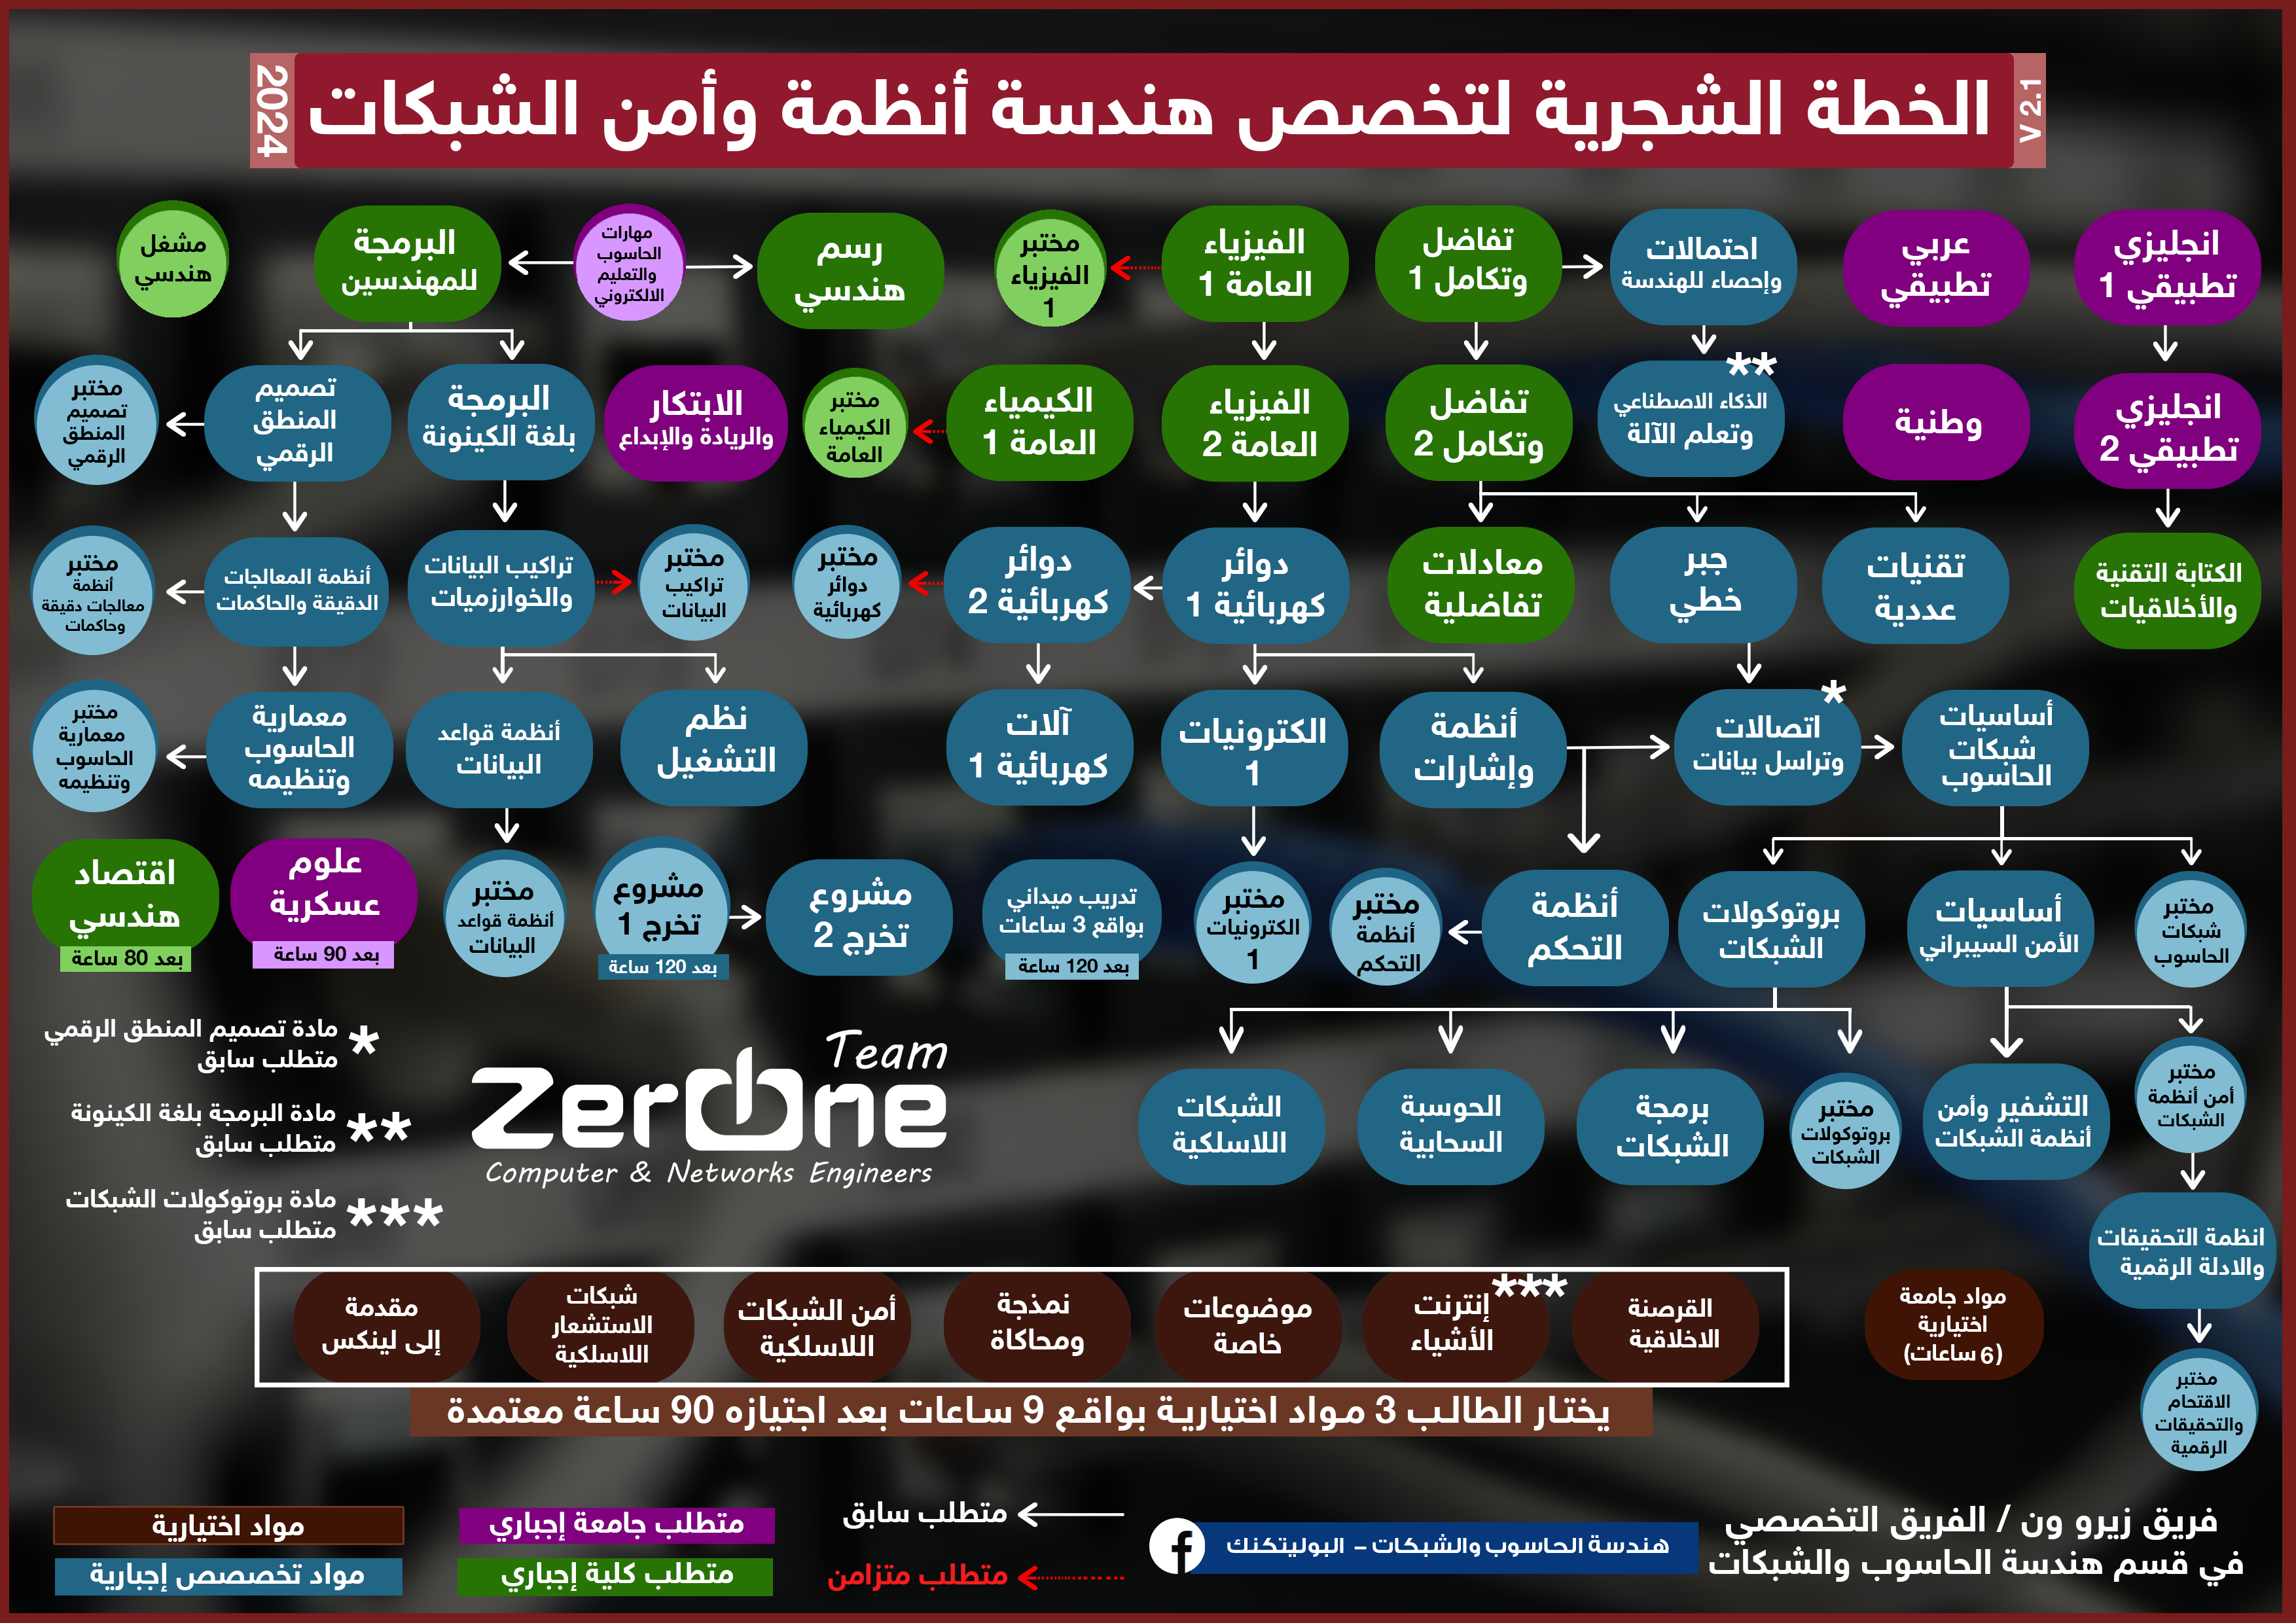 V 2.1
الخطة الشجرية لتخصص هندسة أنظمة وأمن الشبكات
2024
انجليزي
تطبيقي 1
عربي
تطبيقي
احتمالات
وإحصاء للهندسة
تفاضل
وتكامل 1
الفيزياء
العامة 1
مختبر
الفيزياء
1
رسم
هندسي
مهارات
الحاسوب
والتعليم
الالكتروني
البرمجة
للمهندسين
مشغل
هندسي
انجليزي
تطبيقي 2
وطنية
**
الذكاء الاصطناعي
وتعلم الآلة
تفاضل
وتكامل 2
الفيزياء
العامة 2
الكيمياء
العامة 1
مختبر
الكيمياء
العامة
الابتكار
والريادة والإبداع
البرمجة
بلغة الكينونة
تصميم
المنطق
الرقمي
مختبر
تصميم
المنطق
الرقمي
الكتابة التقنية
والأخلاقيات
تقنيات
عددية
جبر
خطي
معادلات
تفاضلية
دوائر
كهربائية 1
دوائر
كهربائية 2
مختبر
دوائر
كهربائية
مختبر
تراكيب
البيانات
تراكيب البيانات
والخوارزميات
أنظمة المعالجات
الدقيقة والحاكمات
مختبر
أنظمة
معالجات دقيقة
وحاكمات
أساسيات
شبكات
الحاسوب
*
اتصالات
وتراسل بيانات
أنظمة
وإشارات
الكترونيات
1
آلات
كهربائية 1
نظم
التشغيل
أنظمة قواعد
البيانات
معمارية
الحاسوب
وتنظيمه
مختبر
معمارية
الحاسوب
وتنظيمه
مختبر
شبكات
الحاسوب
أساسيات
الأمن السيبراني
بروتوكولات
الشبكات
أنظمة
التحكم
مختبر
أنظمة
التحكم
مختبر
الكترونيات
1
تدريب ميداني
بواقع 3 ساعات
بعد 120 ساعة
مشروع
تخرج 2
مشروع
تخرج 1
بعد 120 ساعة
مختبر
أنظمة قواعد
البيانات
علوم
عسكرية
بعد 90 ساعة
اقتصاد
هندسي
بعد 80 ساعة
مختبر
أمن أنظمة
الشبكات
التشفير وأمن
أنظمة الشبكات
مختبر
بروتوكولات
الشبكات
برمجة
الشبكات
الحوسبة
السحابية
الشبكات
اللاسلكية
Team
ZerOne
Computer & Networks Engineers
* مادة تصميم المنطق الرقمي
متطلب سابق
** مادة البرمجة بلغة الكينونة
متطلب سابق
*** مادة بروتوكولات الشبكات
متطلب سابق
انظمة التحقيقات
والادلة الرقمية
مختبر
الاقتحام
والتحقيقات
الرقمية
مواد جامعة
اختيارية
(6 ساعات)
القرصنة
الاخلاقية
***
إنترنت
الأشياء
موضوعات
خاصة
نمذجة
ومحاكاة
أمن الشبكات
اللاسلكية
شبكات
الاستشعار
اللاسلكية
مقدمة
إلى لينكس
يختار الطالب 3 مواد اختيارية بواقع 9 ساعات بعد اجتيازه 90 ساعة معتمدة
فريق زيرو ون / الفريق التخصصي
في قسم هندسة الحاسوب والشبكات
هندسة الحاسوب والشبكات - البوليتكنك
متطلب سابق
متطلب متزامن
متطلب جامعة إجباري
متطلب كلية إجباري
مواد اختيارية
مواد تخصصص إجبارية